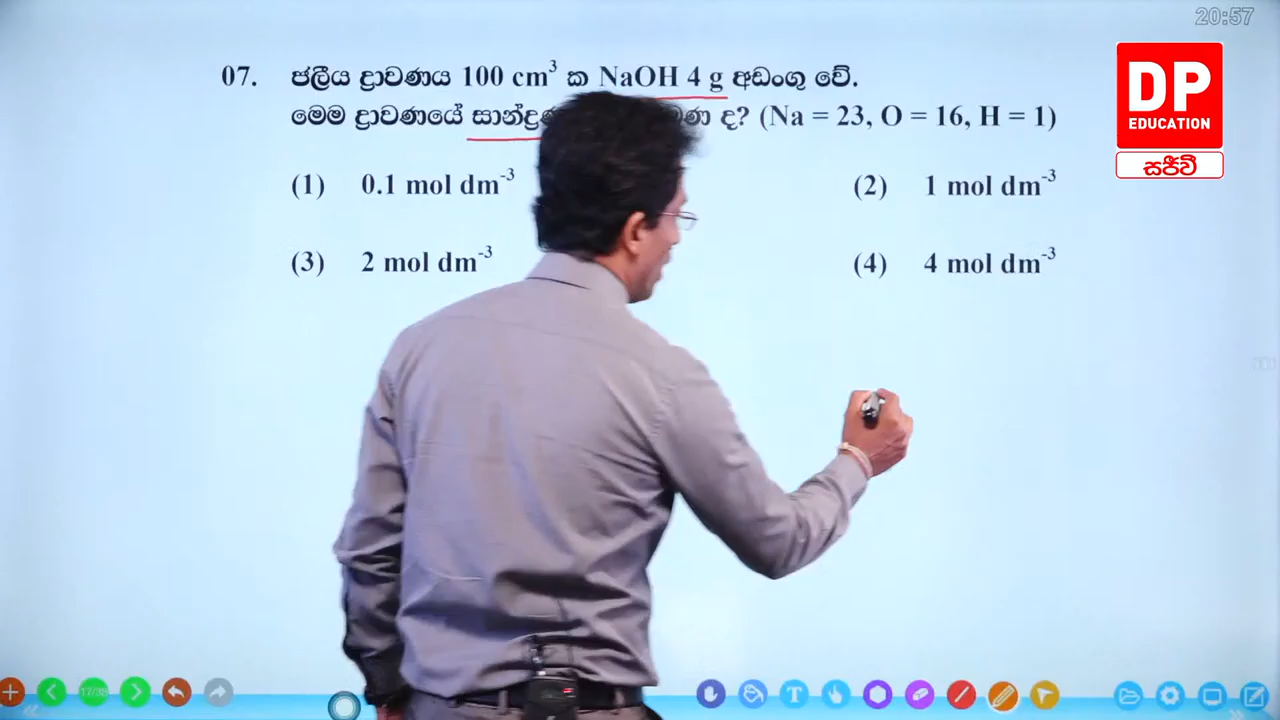 20:57
07. ජලීය ද්‍රාවණය 100 cm³ ක NaOH 4 g අඩංගු වේ.
මෙම ද්‍රාවණයේ ද? (Na = 23, O = 16, H = 1)
(1) 0.1 mol dm⁻³ (2) 1 mol dm⁻³
(3) 2 mol dm⁻³ (4) 4 mol dm⁻³
DP
EDUCATION
සජීවී
17/38